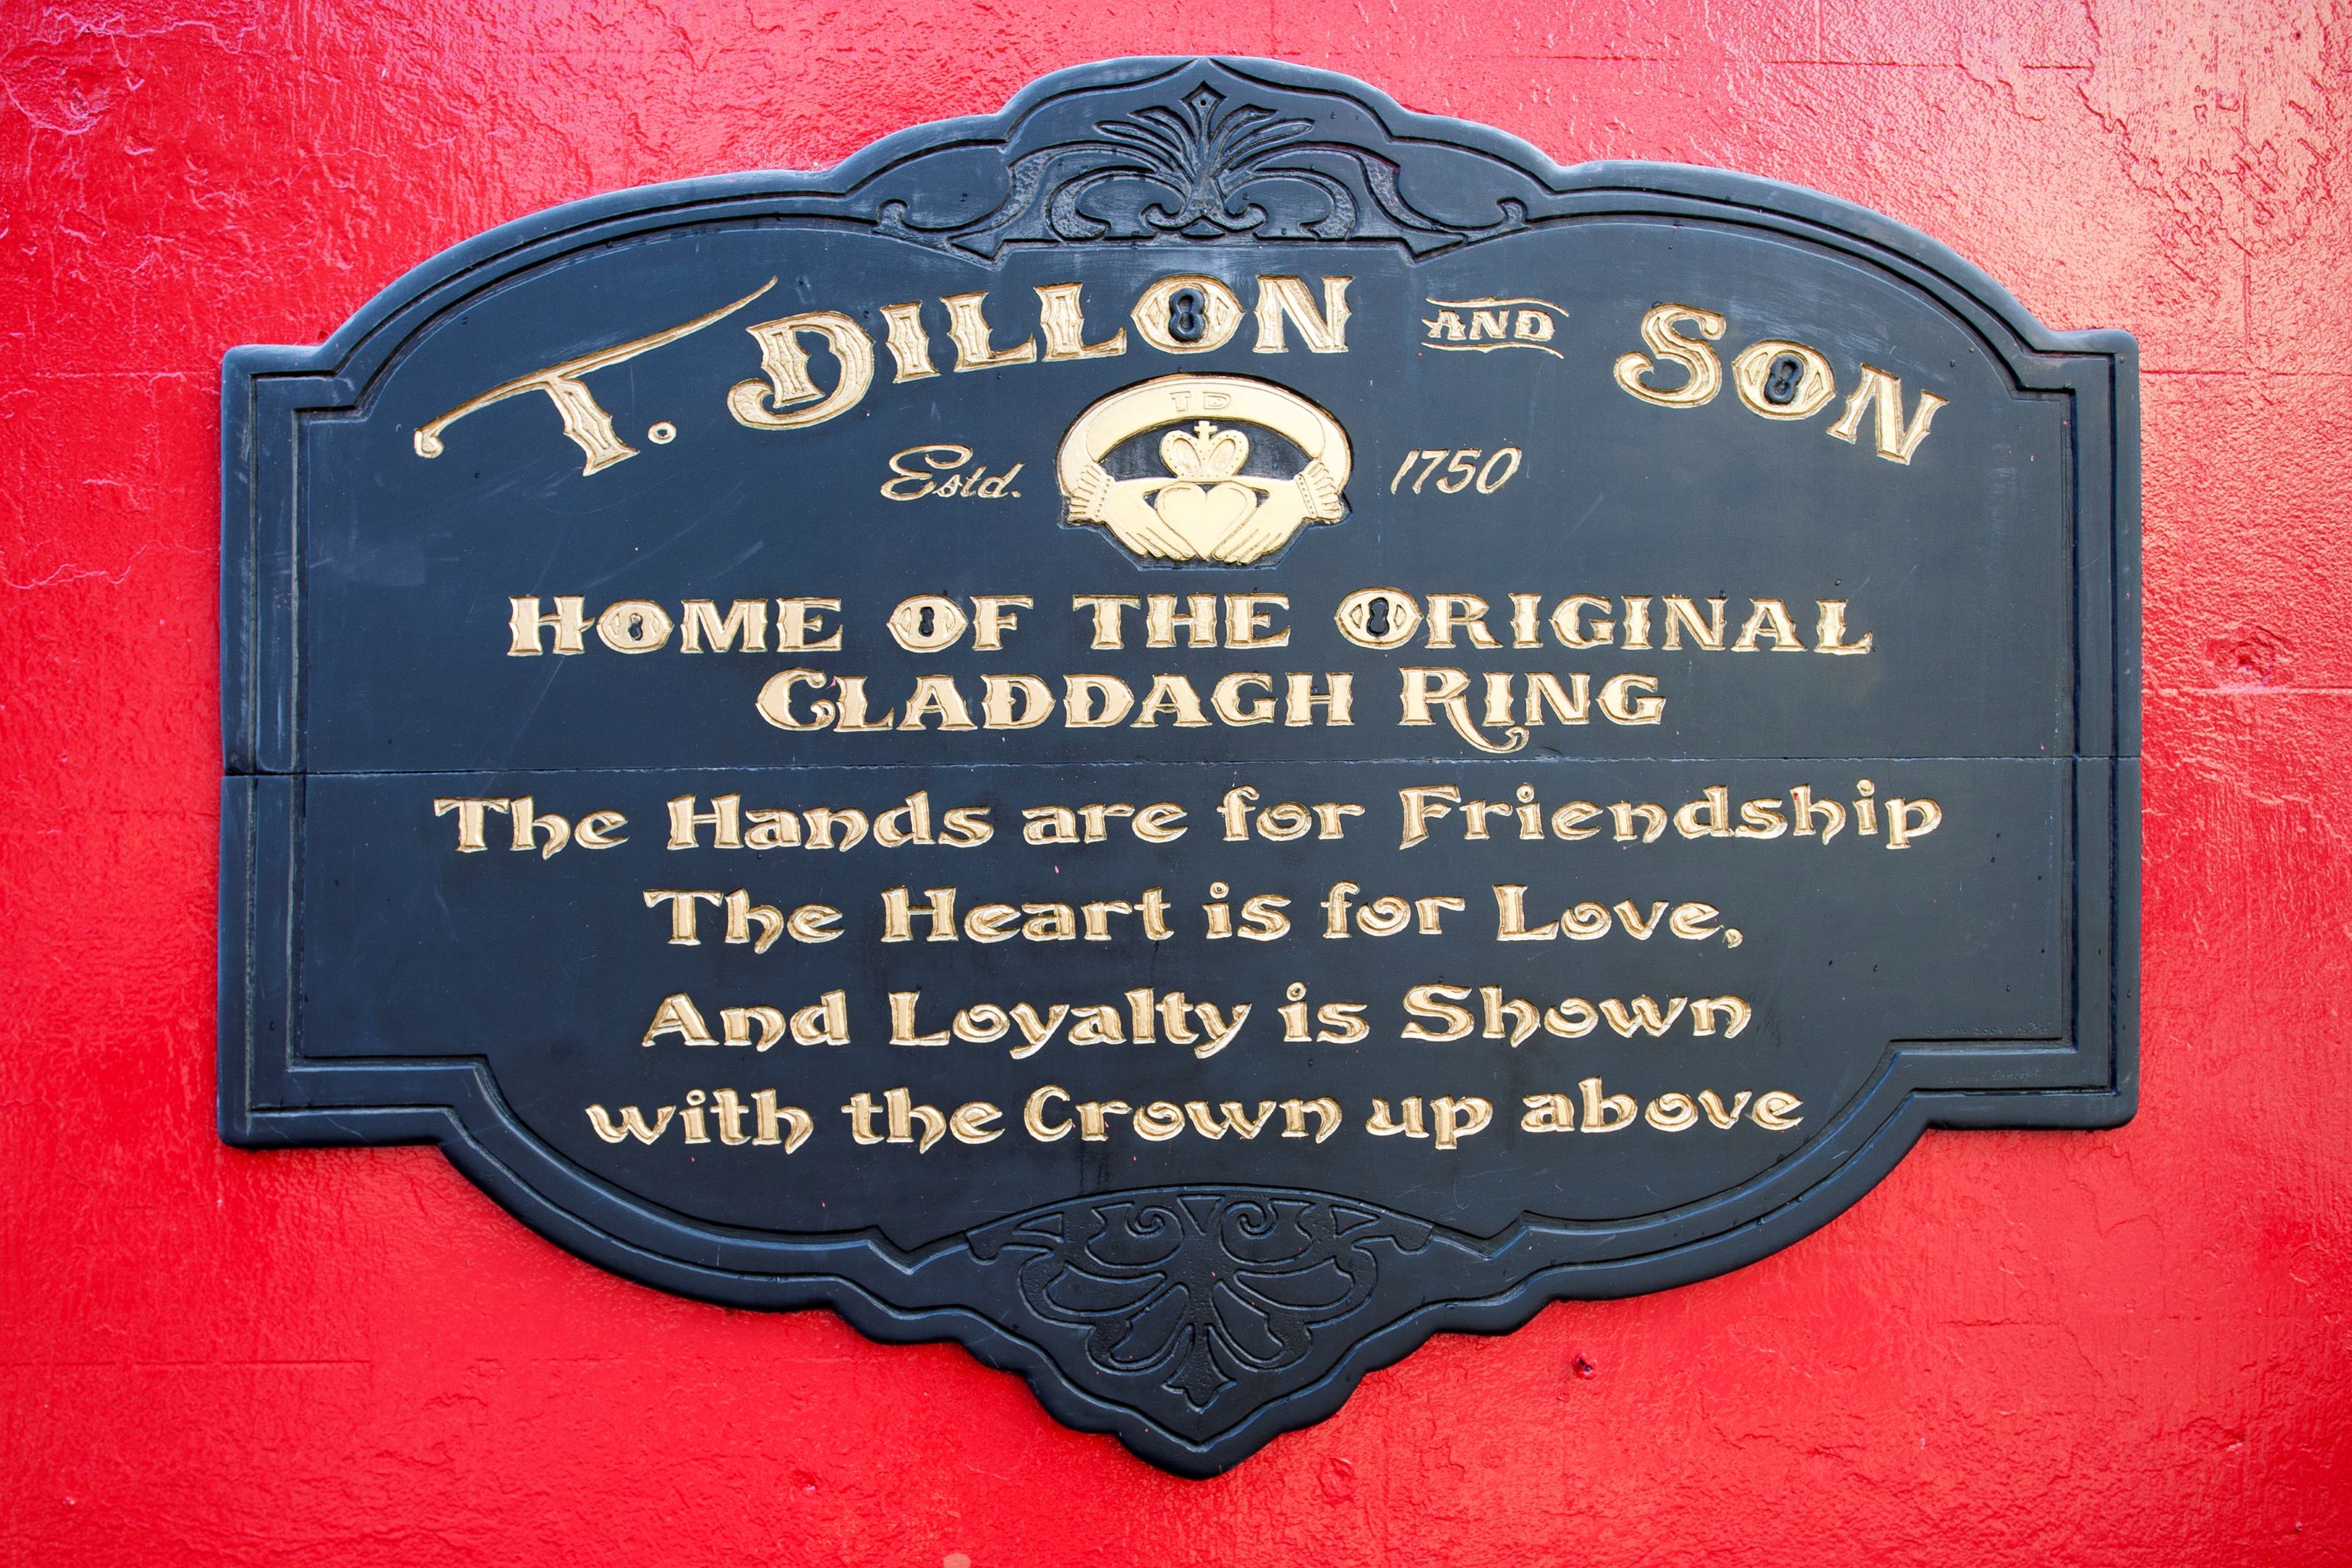 T. DILLON AND SON
Estd. 1750
TD
HOME OF THE ORIGINAL
CLADDAGH RING
The Hands are for Friendship
The Heart is for Love,
And Loyalty is Shown
with the Crown up above